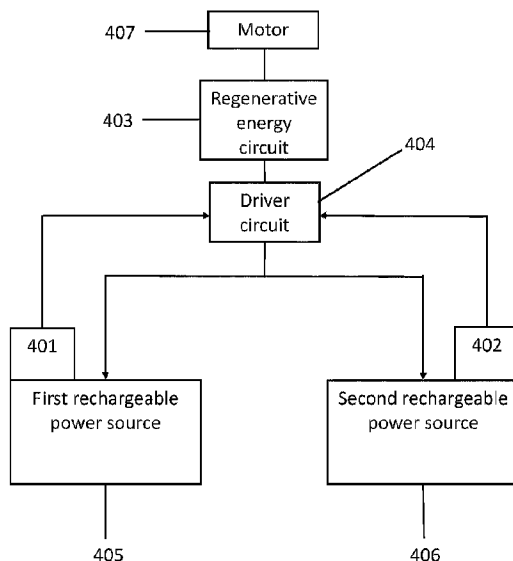 407
Motor
403
Regenerative
energy
circuit
404
Driver
circuit
401
402
First rechargeable
power source
Second rechargeable
power source
405
406